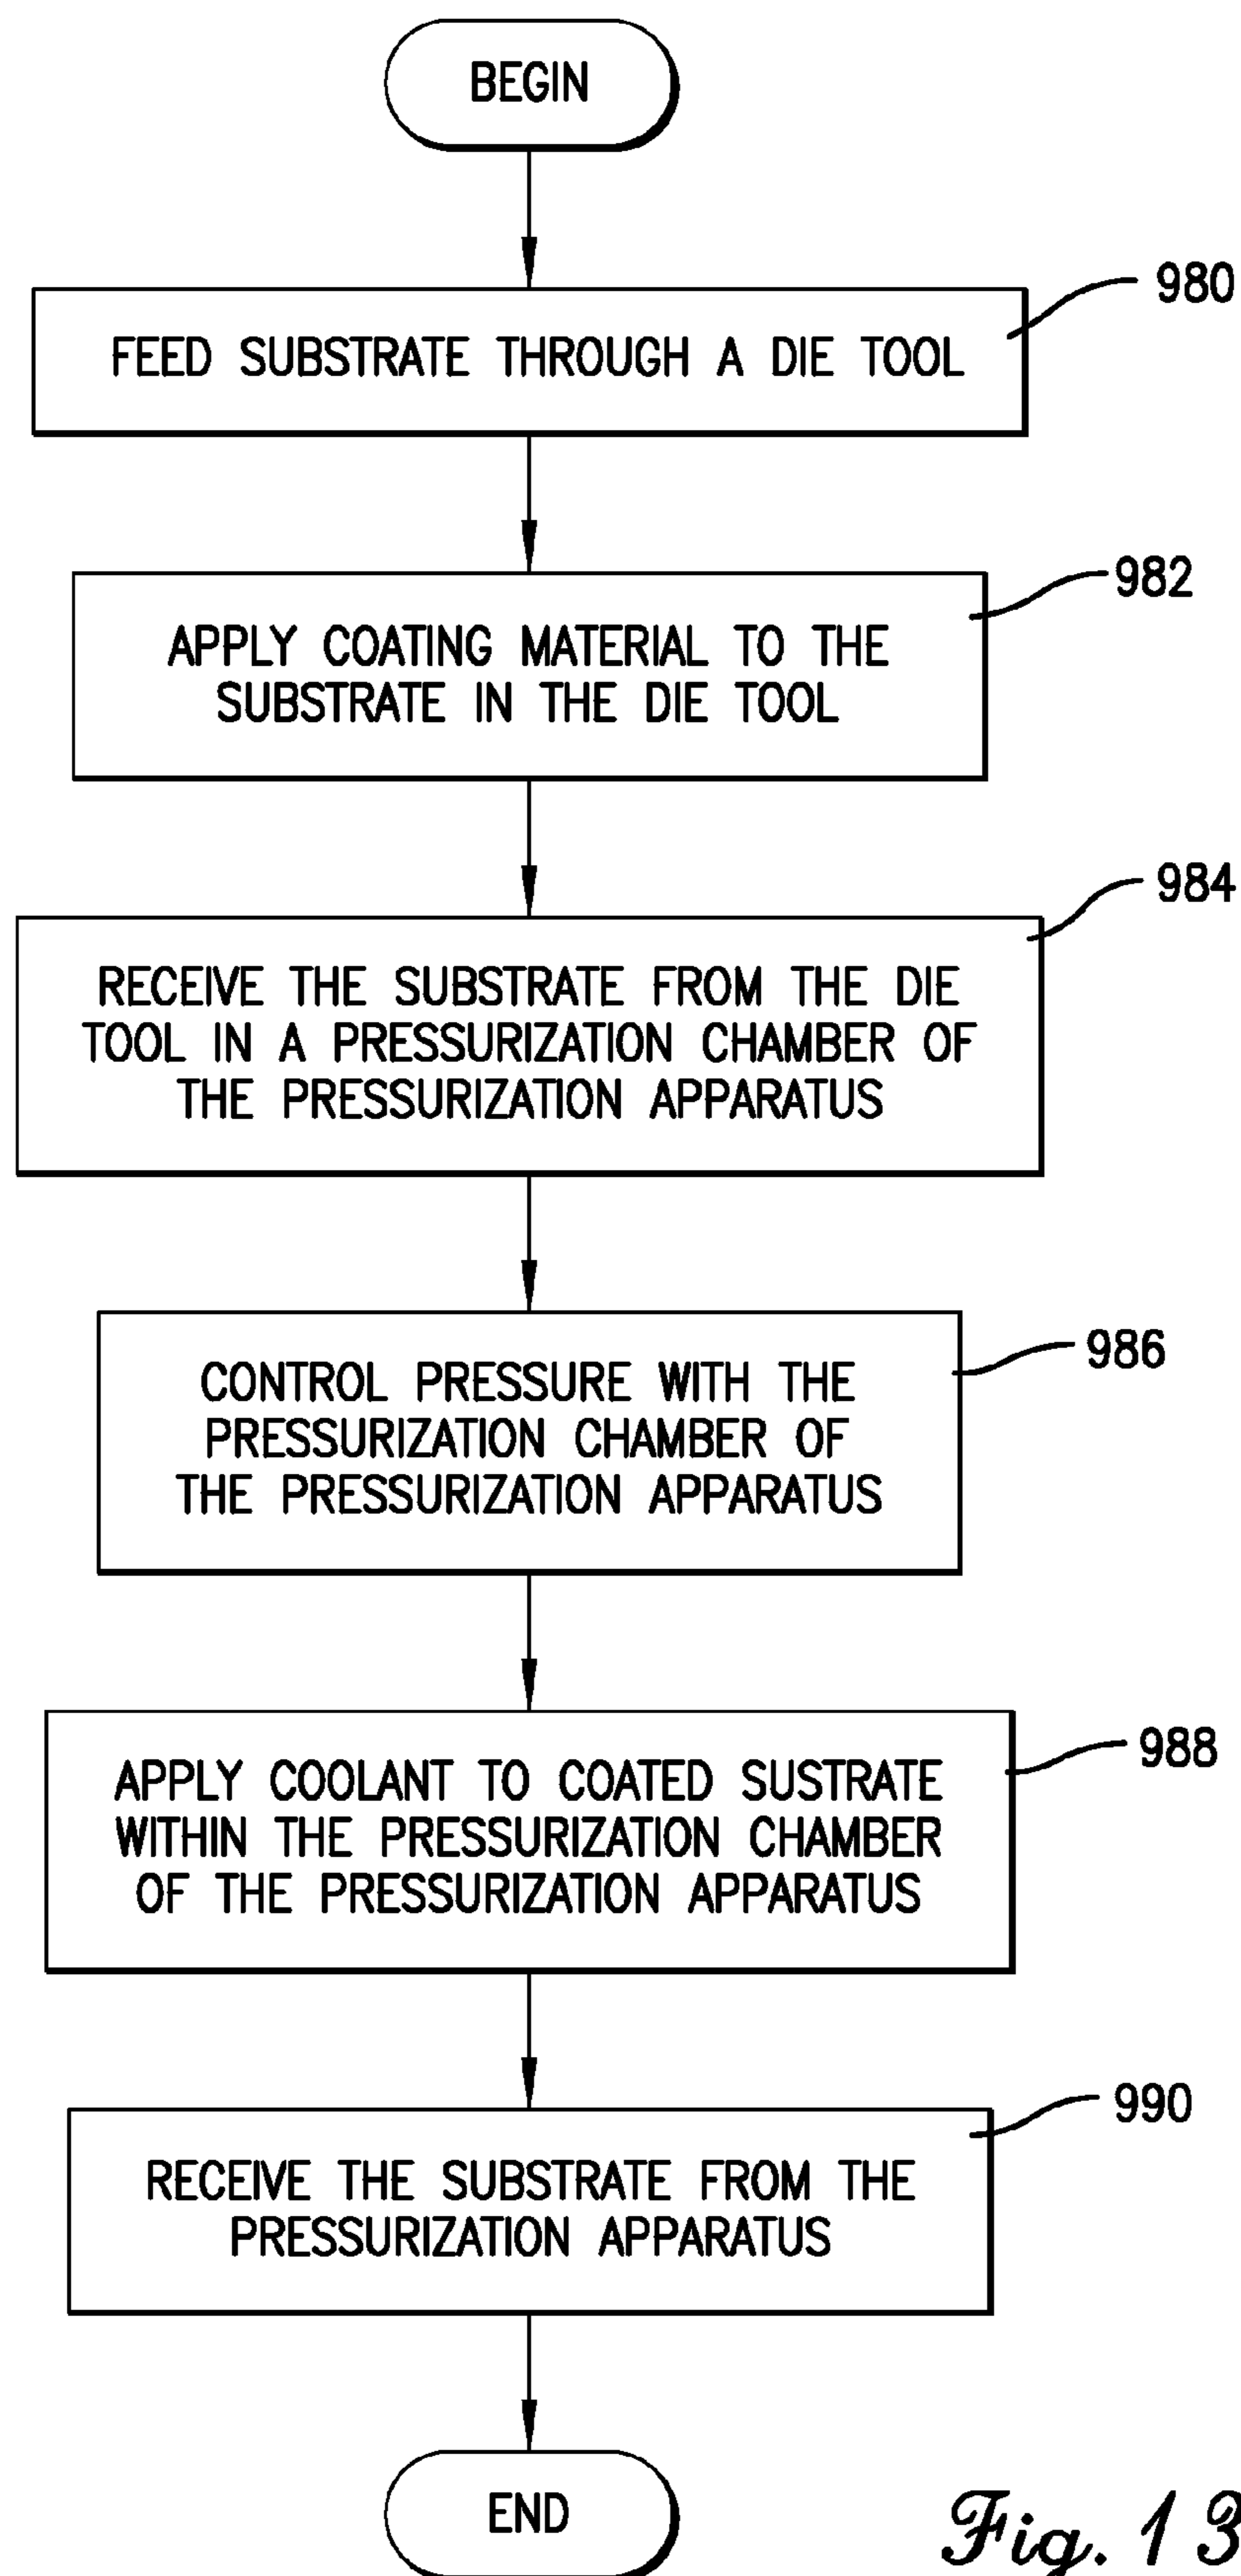 BEGIN
980
FEED SUBSTRATE THROUGH A DIE TOOL
982
APPLY COATING MATERIAL TO THE
SUBSTRATE IN THE DIE TOOL
984
RECEIVE THE SUBSTRATE FROM THE DIE
TOOL IN A PRESSURIZATION CHAMBER OF
THE PRESSURIZATION APPARATUS
986
CONTROL PRESSURE WITH THE
PRESSURIZATION CHAMBER OF
THE PRESSURIZATION APPARATUS
988
APPLY COOLANT TO COATED SUSTRATE
WITHIN THE PRESSURIZATION CHAMBER
OF THE PRESSURIZATION APPARATUS
990
RECEIVE THE SUBSTRATE FROM THE
PRESSURIZATION APPARATUS
END
Fig. 13